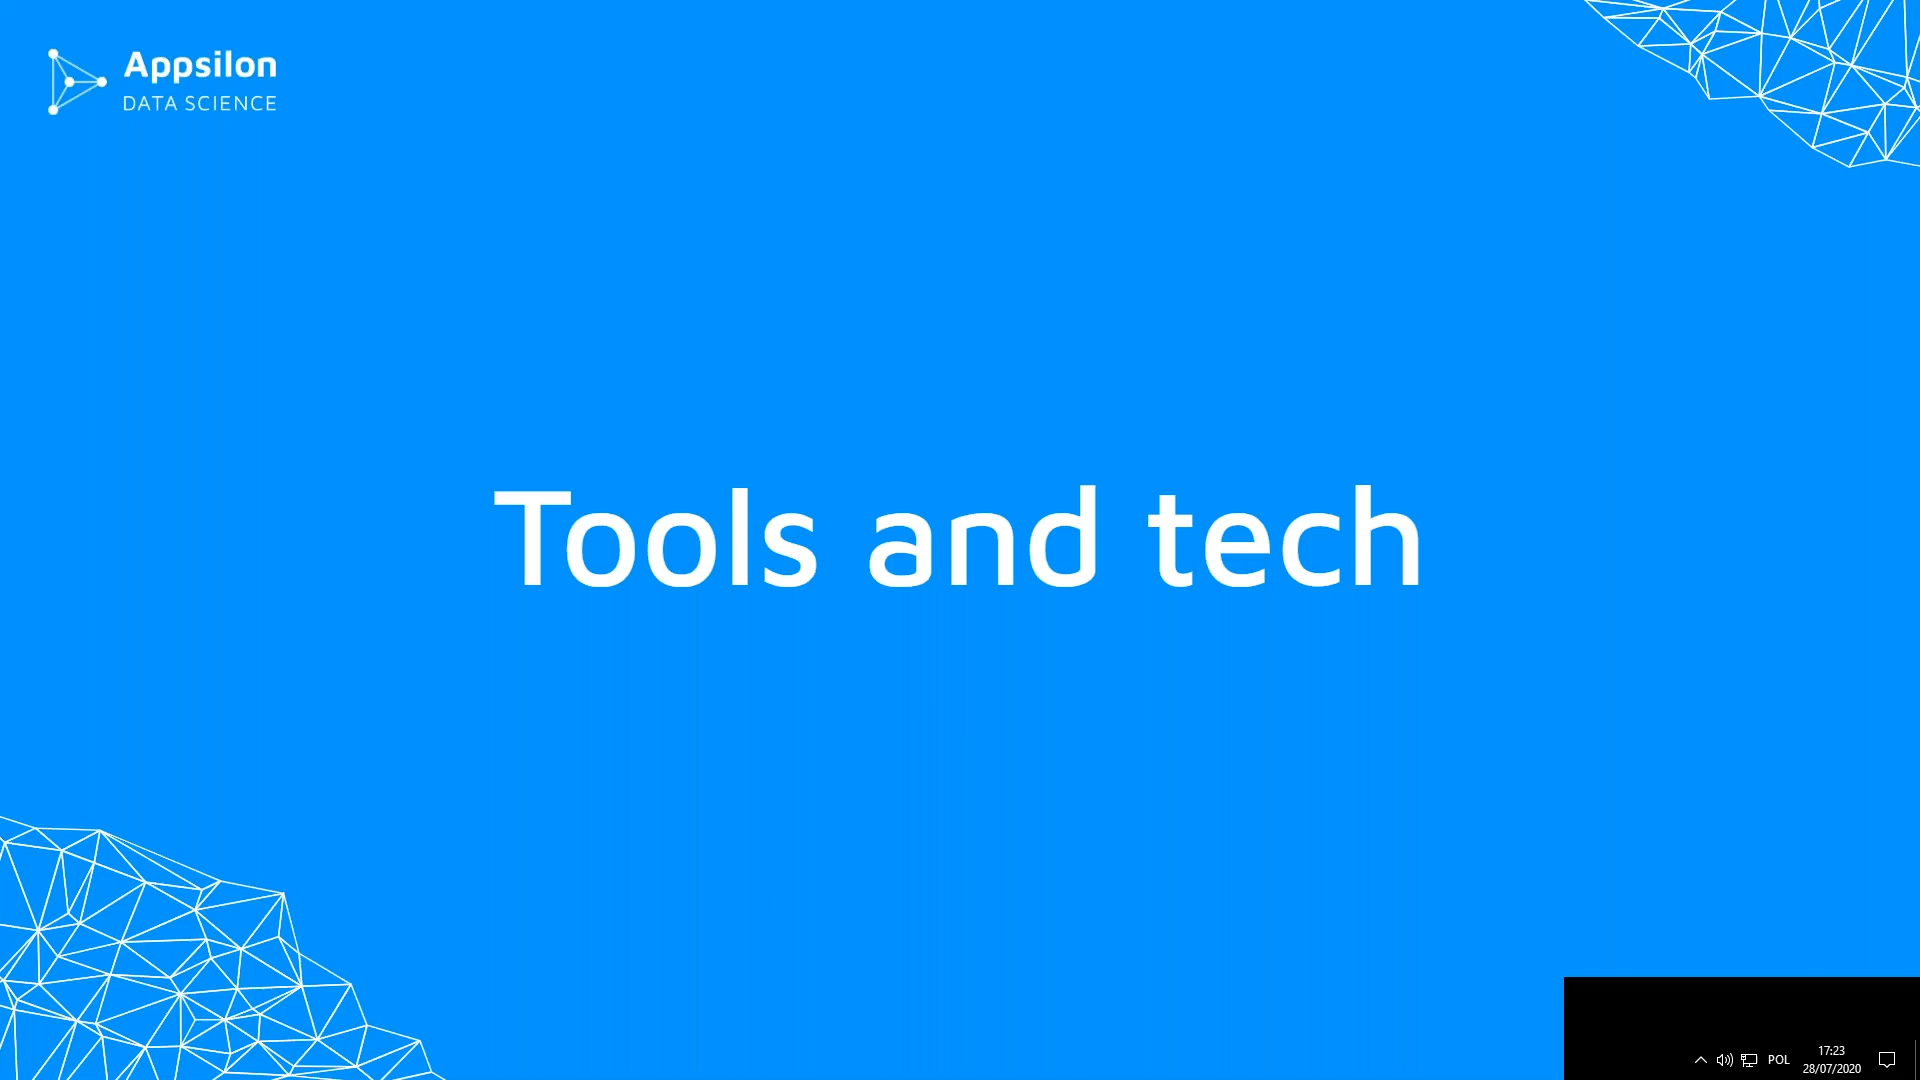 Appsilon
DATA SCIENCE
Tools and tech
POL
17:23
28/07/2020